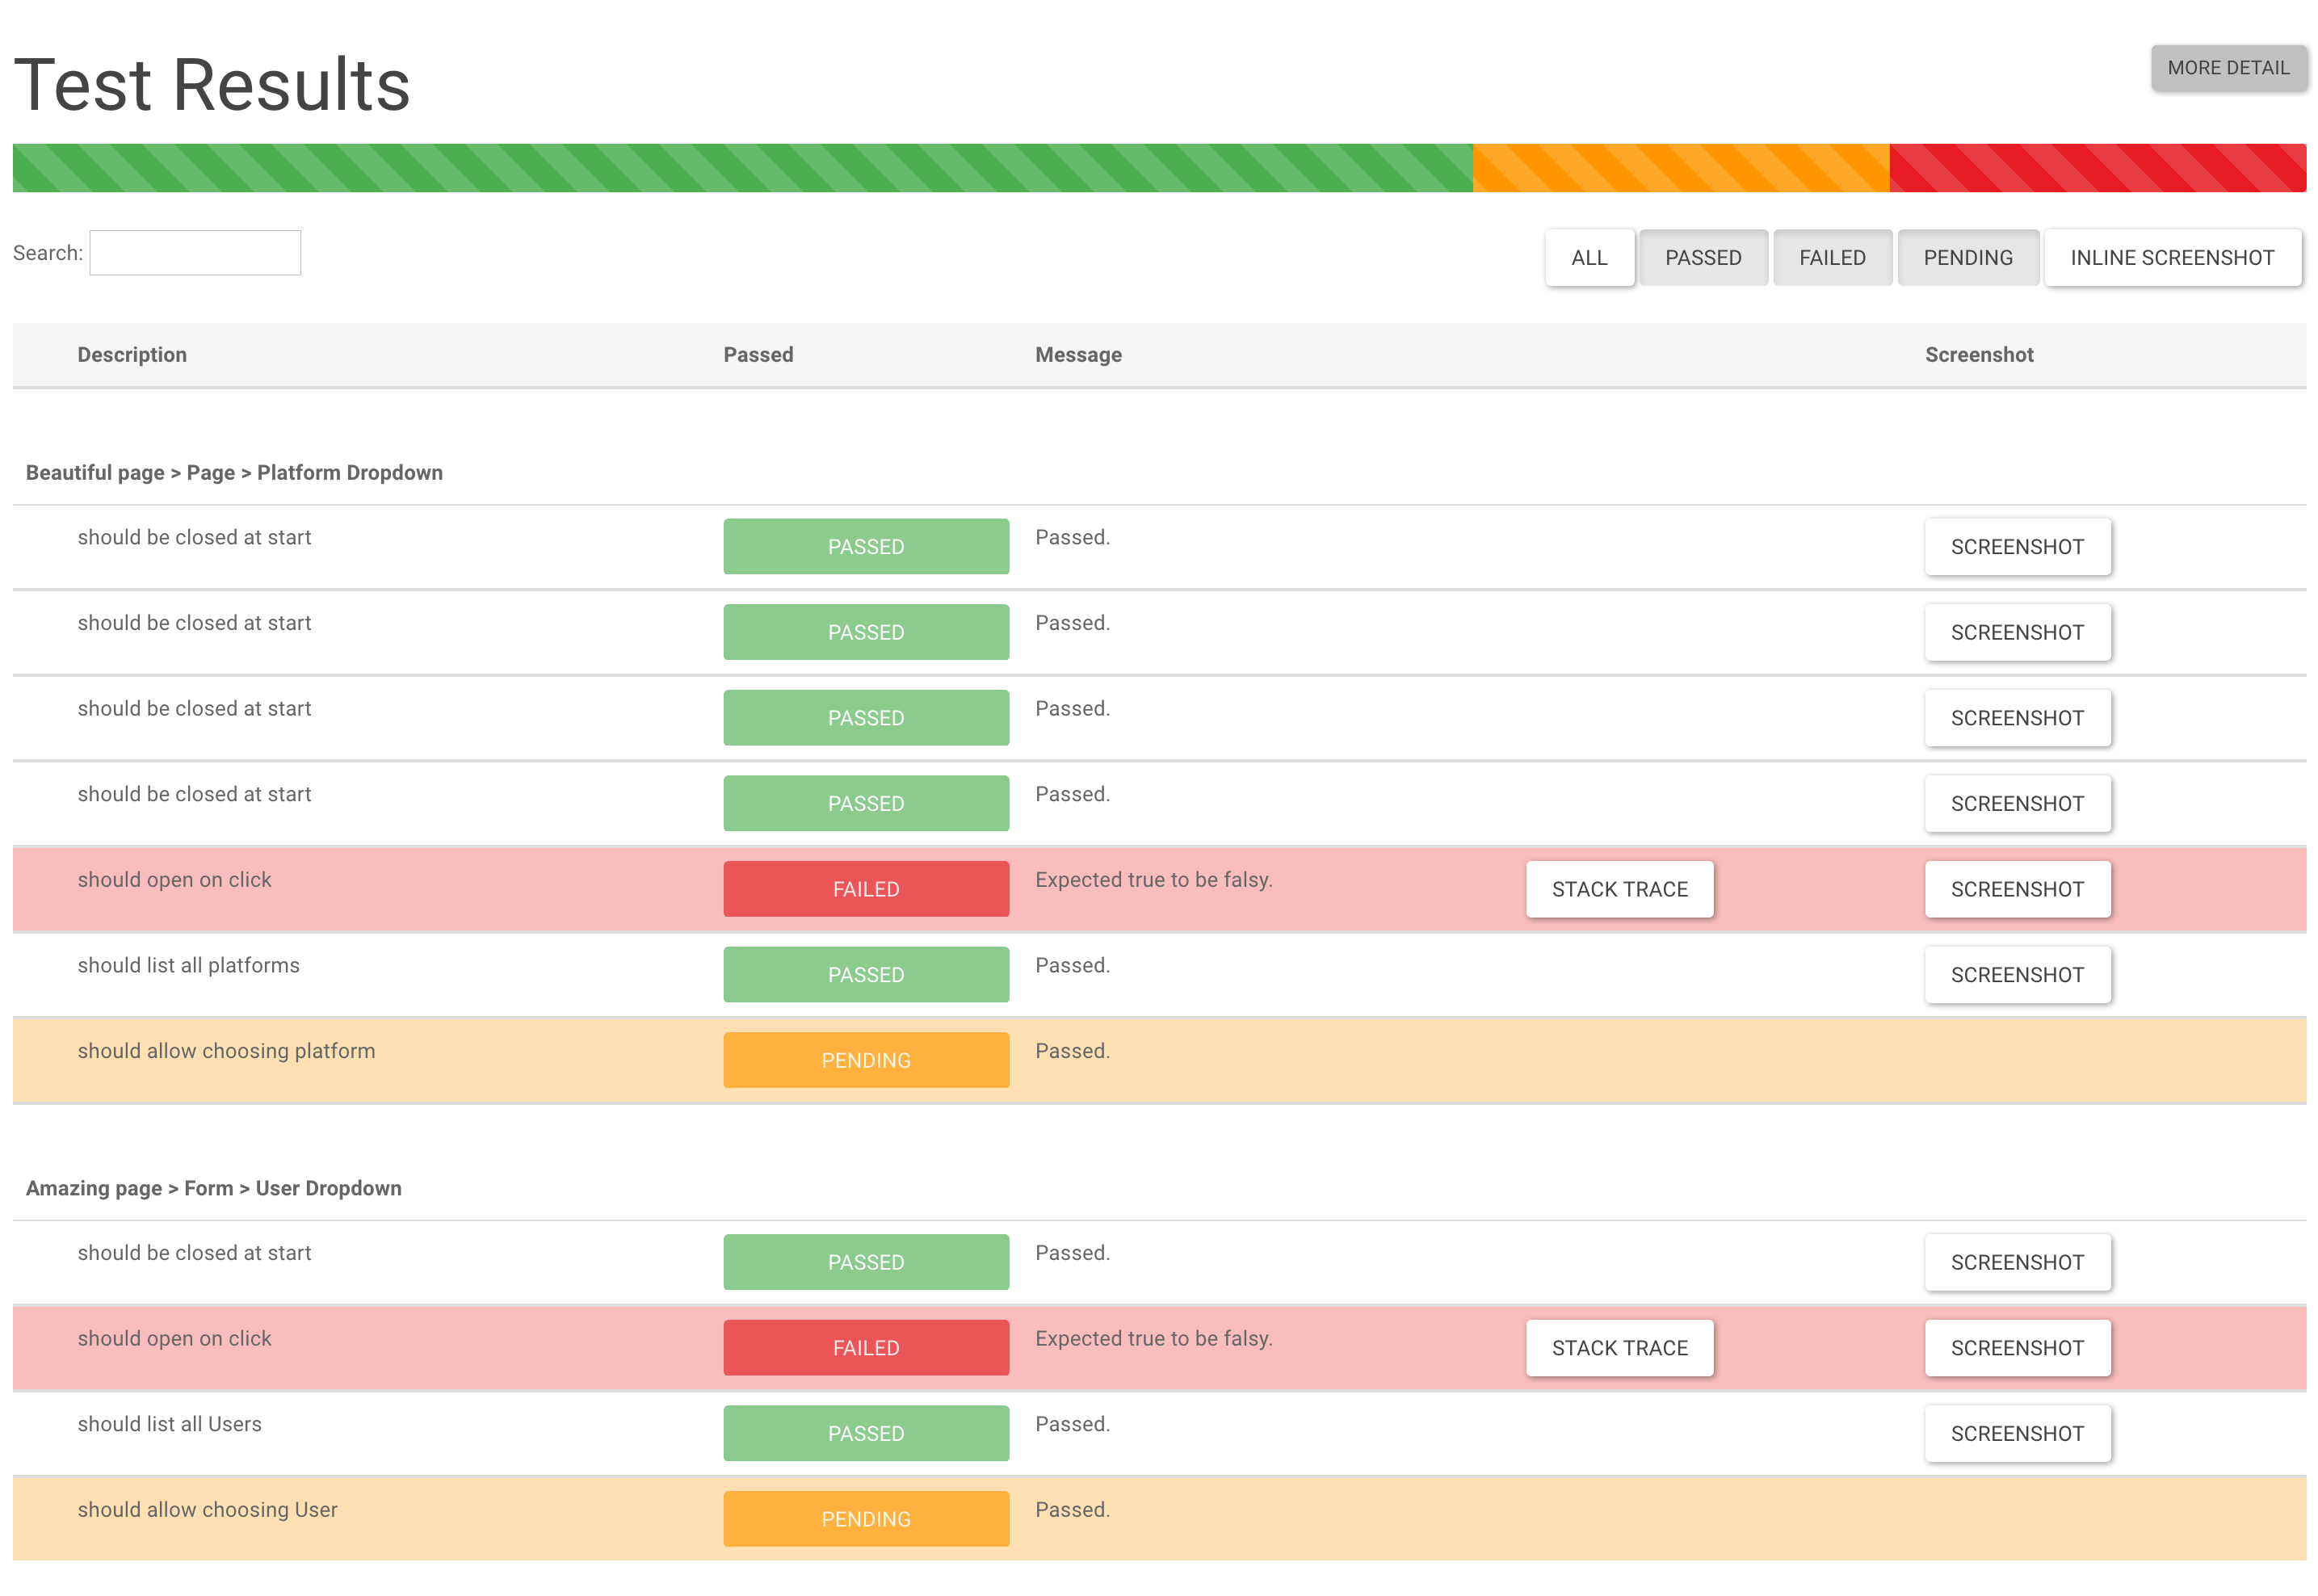 Test Results
MORE DETAIL
Search:
ALL PASSED FAILED PENDING INLINE SCREENSHOT
Description Passed Message Screenshot
Beautiful page > Page > Platform Dropdown
should be closed at start PASSED Passed. SCREENSHOT
should be closed at start PASSED Passed. SCREENSHOT
should be closed at start PASSED Passed. SCREENSHOT
should be closed at start PASSED Passed. SCREENSHOT
should open on click FAILED Expected true to be falsy. STACK TRACE SCREENSHOT
should list all platforms PASSED Passed. SCREENSHOT
should allow choosing platform PENDING Passed.
Amazing page > Form > User Dropdown
should be closed at start PASSED Passed. SCREENSHOT
should open on click FAILED Expected true to be falsy. STACK TRACE SCREENSHOT
should list all Users PASSED Passed. SCREENSHOT
should allow choosing User PENDING Passed.